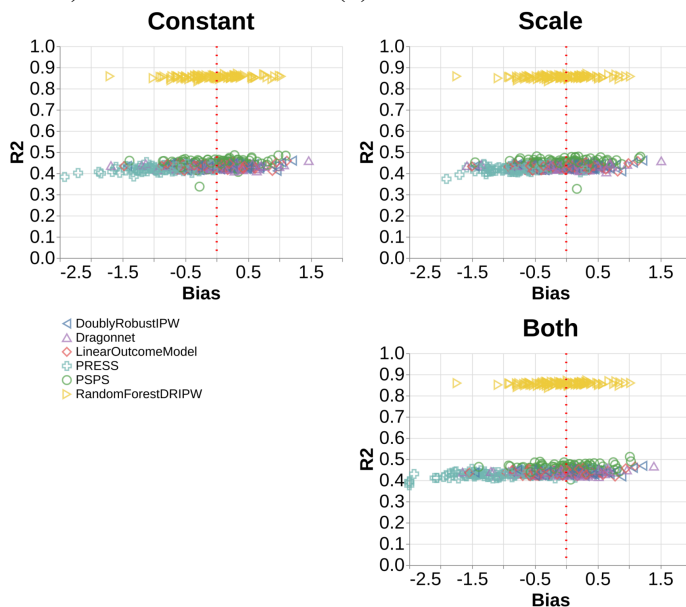 Constant
1.0
0.9
0.8
0.7
0.6
0.5
0.4
0.3
0.2
0.1
0.0
R2
-2.5 -1.5 -0.5 0.5 1.5
Bias
Scale
1.0
0.9
0.8
0.7
0.6
0.5
0.4
0.3
0.2
0.1
0.0
R2
-2.5 -1.5 -0.5 0.5 1.5
Bias
DoublyRobustIPW
Dragonnet
LinearOutcomeModel
PRESS
PSPS
RandomForestDRIPW
Both
1.0
0.9
0.8
0.7
0.6
0.5
0.4
0.3
0.2
0.1
0.0
R2
-2.5 -1.5 -0.5 0.5 1.5
Bias